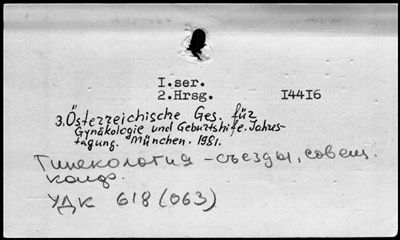 I.ser.
2.Hrsg. I44I6
3.Österreichische Ges. für
Gynäkologie und Geburtshife.Jahres-
tagung. München. 1981.
Гинекология -съезды, совещ.
конф.
УДК 618 (063)